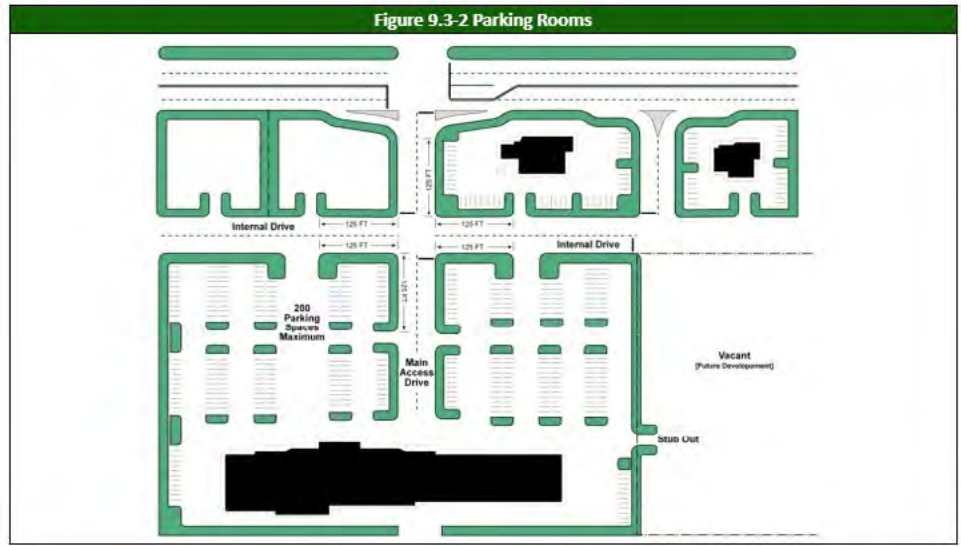 Figure 9.3-2 Parking Rooms
125 FT
Internal Drive
125 FT
125 FT
125 FT
125 FT
Internal Drive
125 FT
200
Parking
Spaces
Maximum
Main
Access
Drive
Vacant
[Future Developement]
Stub Out